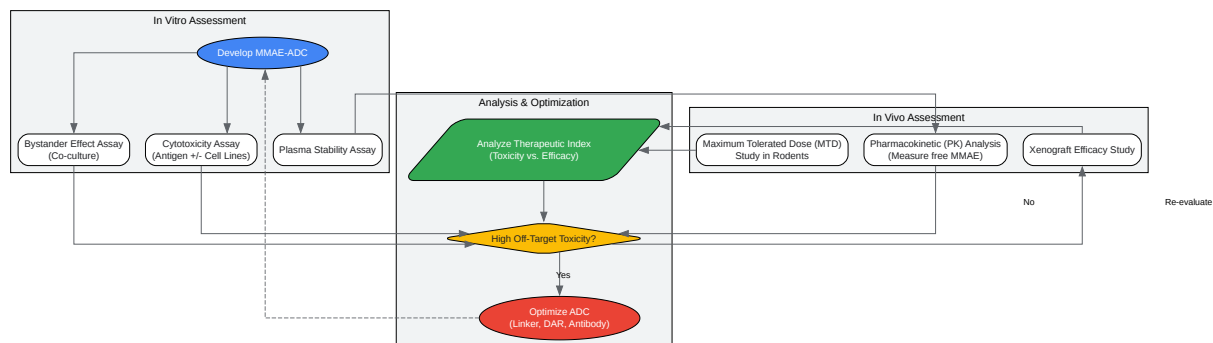 In Vitro Assessment
Develop MMAE-ADC
Bystander Effect Assay
(Co-culture)
Cytotoxicity Assay
(Antigen +/- Cell Lines)
Plasma Stability Assay
Analysis & Optimization
Analyze Therapeutic Index
(Toxicity vs. Efficacy)
High Off-Target Toxicity?
Yes
Optimize ADC
(Linker, DAR, Antibody)
In Vivo Assessment
Maximum Tolerated Dose (MTD)
Study in Rodents
Pharmacokinetic (PK) Analysis
(Measure free MMAE)
Xenograft Efficacy Study
No
Re-evaluate